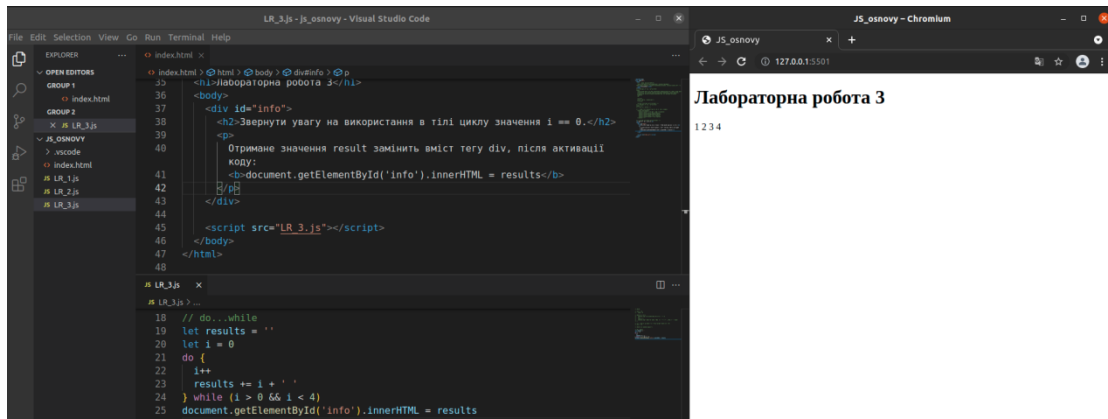 LR_3.js - js_osnovy - Visual Studio Code
File Edit Selection View Go Run Terminal Help
EXPLORER
OPEN EDITORS
GROUP 1
index.html
GROUP 2
JS LR_3.js
JS_OSNOVY
.vscode
index.html
JS LR_1.js
JS LR_2.js
JS LR_3.js
index.html
index.html > html > body > div#info > p
35 <h1>Лабораторна робота 3</h1>
36 <body>
37 <div id="info">
38 <h2>Звернути увагу на використання в тілі циклу значення i == 0.</h2>
39 <p>
40 Отримане значення result замінить вміст тегу div, після активації
коду:
41 <b>document.getElementById('info').innerHTML = results</b>
42 </p>
43 </div>
44
45 <script src="LR_3.js"></script>
46 </body>
47 </html>
48
JS LR_3.js
JS LR_3.js > ...
18 // do...while
19 let results = ''
20 let i = 0
21 do {
22 i++
23 results += i + ' '
24 } while (i > 0 && i < 4)
25 document.getElementById('info').innerHTML = results
JS_osnovy – Chromium
JS_osnovy
127.0.0.1:5501
Лабораторна робота 3
1 2 3 4